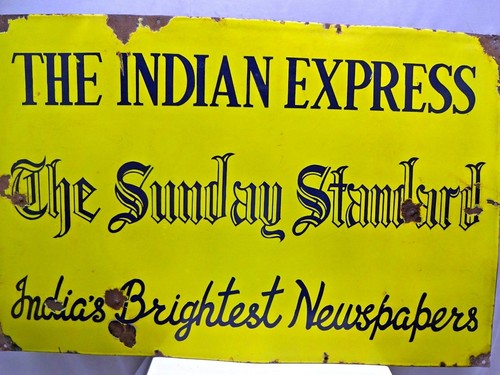 THE INDIAN EXPRESS
The Sunday Standard
India's Brightest Newspapers